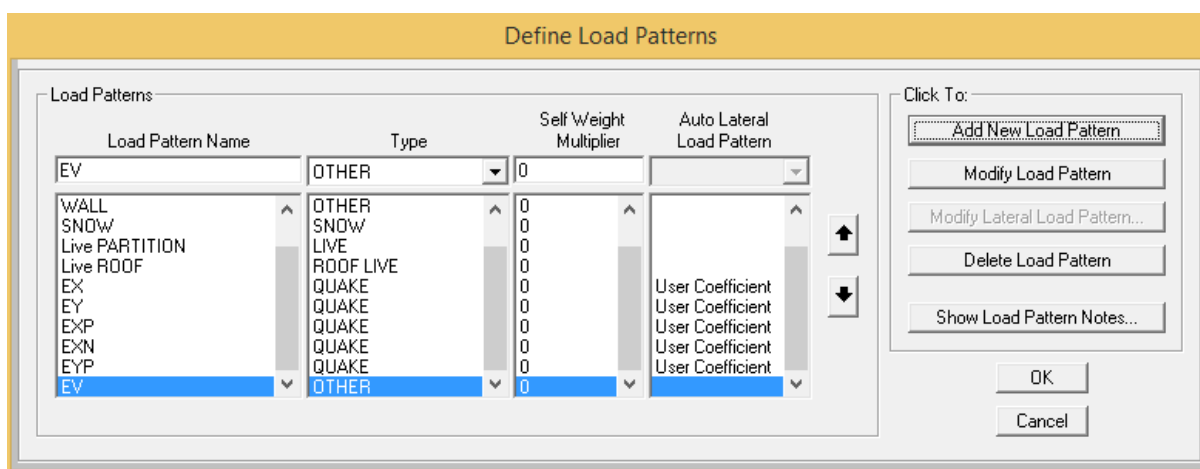 Define Load Patterns
Load Patterns
Load Pattern Name Type Self Weight Multiplier Auto Lateral Load Pattern
EV OTHER 0
WALL OTHER 0
SNOW SNOW 0
Live PARTITION LIVE 0
Live ROOF ROOF LIVE 0
EX QUAKE 0 User Coefficient
EY QUAKE 0 User Coefficient
EXP QUAKE 0 User Coefficient
EXN QUAKE 0 User Coefficient
EYP QUAKE 0 User Coefficient
EV OTHER 0
Click To:
Add New Load Pattern
Modify Load Pattern
Modify Lateral Load Pattern...
Delete Load Pattern
Show Load Pattern Notes...
OK
Cancel